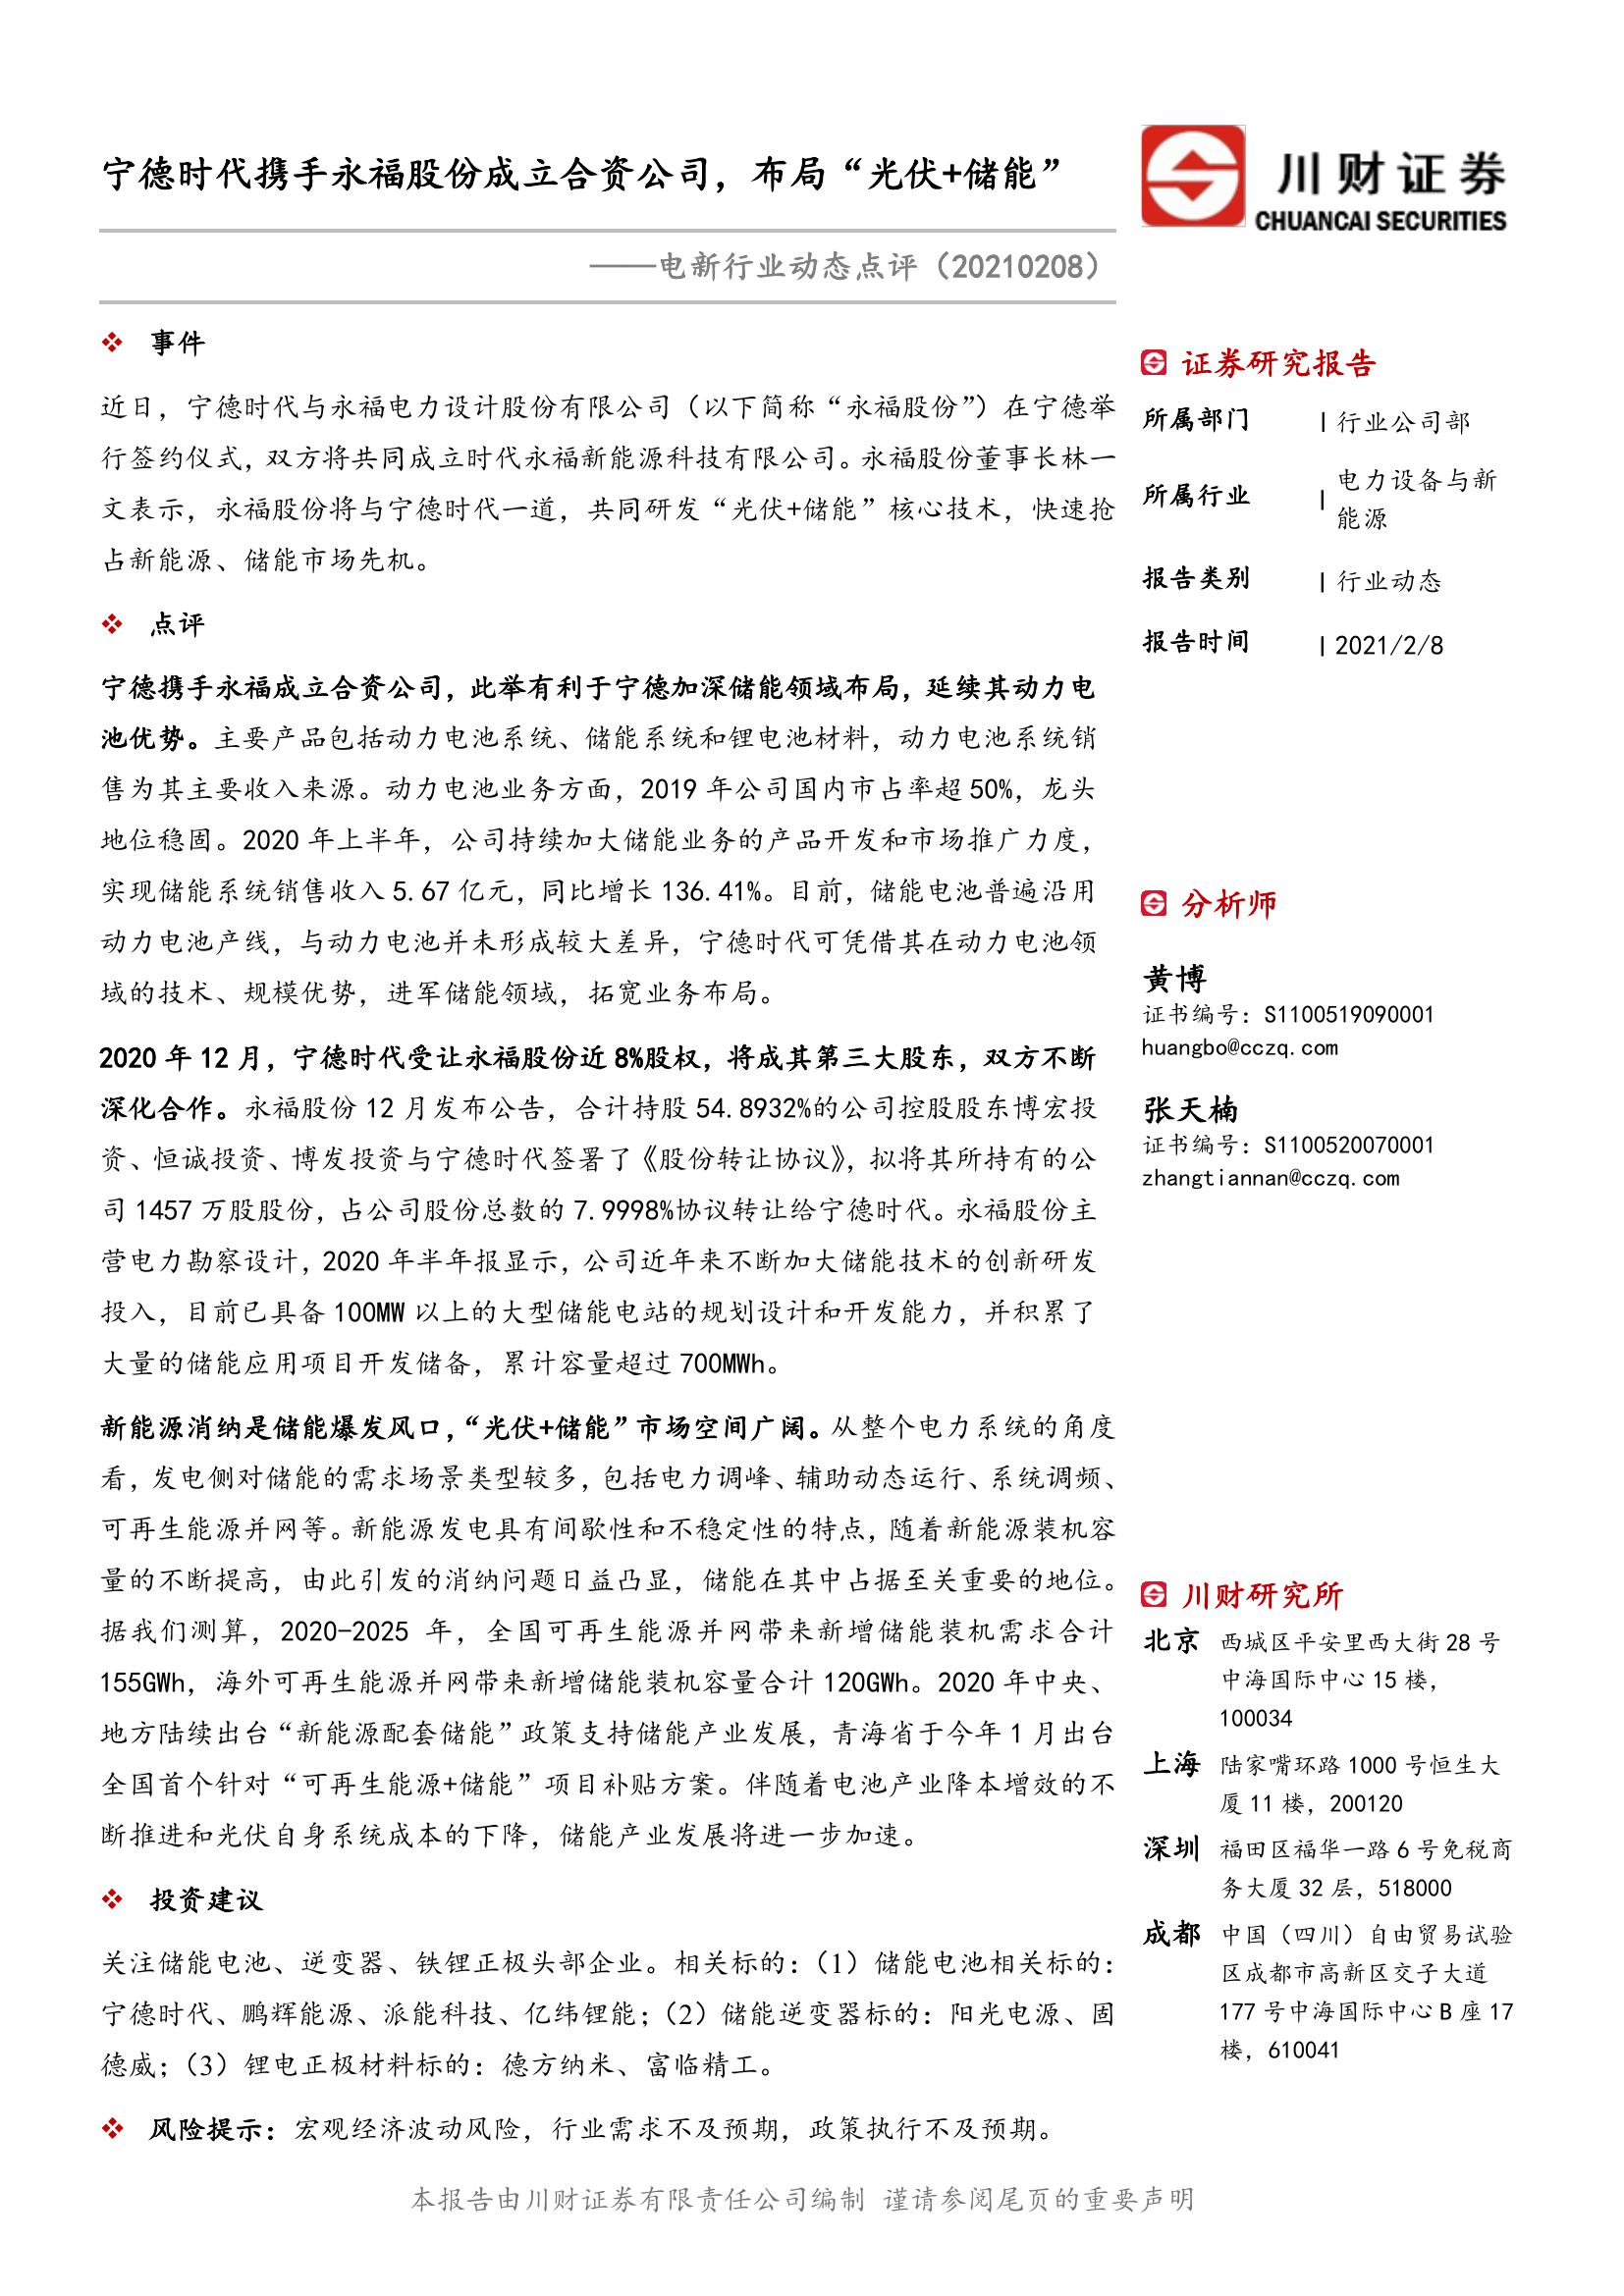 宁德时代携手永福股份成立合资公司，布局“光伏+储能”
川财证券
CHUANCAI SECURITIES
——电新行业动态点评（20210208）
事件
近日，宁德时代与永福电力设计股份有限公司（以下简称“永福股份”）在宁德举
行签约仪式，双方将共同成立时代永福新能源科技有限公司。永福股份董事长林一
文表示，永福股份将与宁德时代一道，共同研发“光伏+储能”核心技术，快速抢
占新能源、储能市场先机。
点评
宁德携手永福成立合资公司，此举有利于宁德加深储能领域布局，延续其动力电
池优势。主要产品包括动力电池系统、储能系统和锂电池材料，动力电池系统销
售为其主要收入来源。动力电池业务方面，2019 年公司国内市占率超 50%，龙头
地位稳固。2020 年上半年，公司持续加大储能业务的产品开发和市场推广力度，
实现储能系统销售收入 5.67 亿元，同比增长 136.41%。目前，储能电池普遍沿用
动力电池产线，与动力电池并未形成较大差异，宁德时代可凭借其在动力电池领
域的技术、规模优势，进军储能领域，拓宽业务布局。
2020 年 12 月，宁德时代受让永福股份近 8%股权，将成其第三大股东，双方不断
深化合作。永福股份 12 月发布公告，合计持股 54.8932%的公司控股股东博宏投
资、恒诚投资、博发投资与宁德时代签署了《股份转让协议》，拟将其所持有的公
司 1457 万股股份，占公司股份总数的 7.9998%协议转让给宁德时代。永福股份主
营电力勘察设计，2020 年半年报显示，公司近年来不断加大储能技术的创新研发
投入，目前已具备 100MW 以上的大型储能电站的规划设计和开发能力，并积累了
大量的储能应用项目开发储备，累计容量超过 700MWh。
新能源消纳是储能爆发风口，“光伏+储能”市场空间广阔。从整个电力系统的角度
看，发电侧对储能的需求场景类型较多，包括电力调峰、辅助动态运行、系统调频、
可再生能源并网等。新能源发电具有间歇性和不稳定性的特点，随着新能源装机容
量的不断提高，由此引发的消纳问题日益凸显，储能在其中占据至关重要的地位。
据我们测算，2020-2025 年，全国可再生能源并网带来新增储能装机需求合计
155GWh，海外可再生能源并网带来新增储能装机容量合计 120GWh。2020 年中央、
地方陆续出台“新能源配套储能”政策支持储能产业发展，青海省于今年 1 月出台
全国首个针对“可再生能源+储能”项目补贴方案。伴随着电池产业降本增效的不
断推进和光伏自身系统成本的下降，储能产业发展将进一步加速。
投资建议
关注储能电池、逆变器、铁锂正极头部企业。相关标的：（1）储能电池相关标的：
宁德时代、鹏辉能源、派能科技、亿纬锂能；（2）储能逆变器标的：阳光电源、固
德威；（3）锂电正极材料标的：德方纳米、富临精工。
风险提示：宏观经济波动风险，行业需求不及预期，政策执行不及预期。
证券研究报告
所属部门 | 行业公司部
所属行业 | 电力设备与新
能源
报告类别 | 行业动态
报告时间 | 2021/2/8
分析师
黄博
证书编号：S1100519090001
huangbo@cczq.com
张天楠
证书编号：S1100520070001
zhangtiannan@cczq.com
川财研究所
北京 西城区平安里西大街 28 号
中海国际中心 15 楼，
100034
上海 陆家嘴环路 1000 号恒生大
厦 11 楼，200120
深圳 福田区福华一路 6 号免税商
务大厦 32 层，518000
成都 中国（四川）自由贸易试验
区成都市高新区交子大道
177 号中海国际中心 B 座 17
楼，610041
本报告由川财证券有限责任公司编制 谨请参阅尾页的重要声明